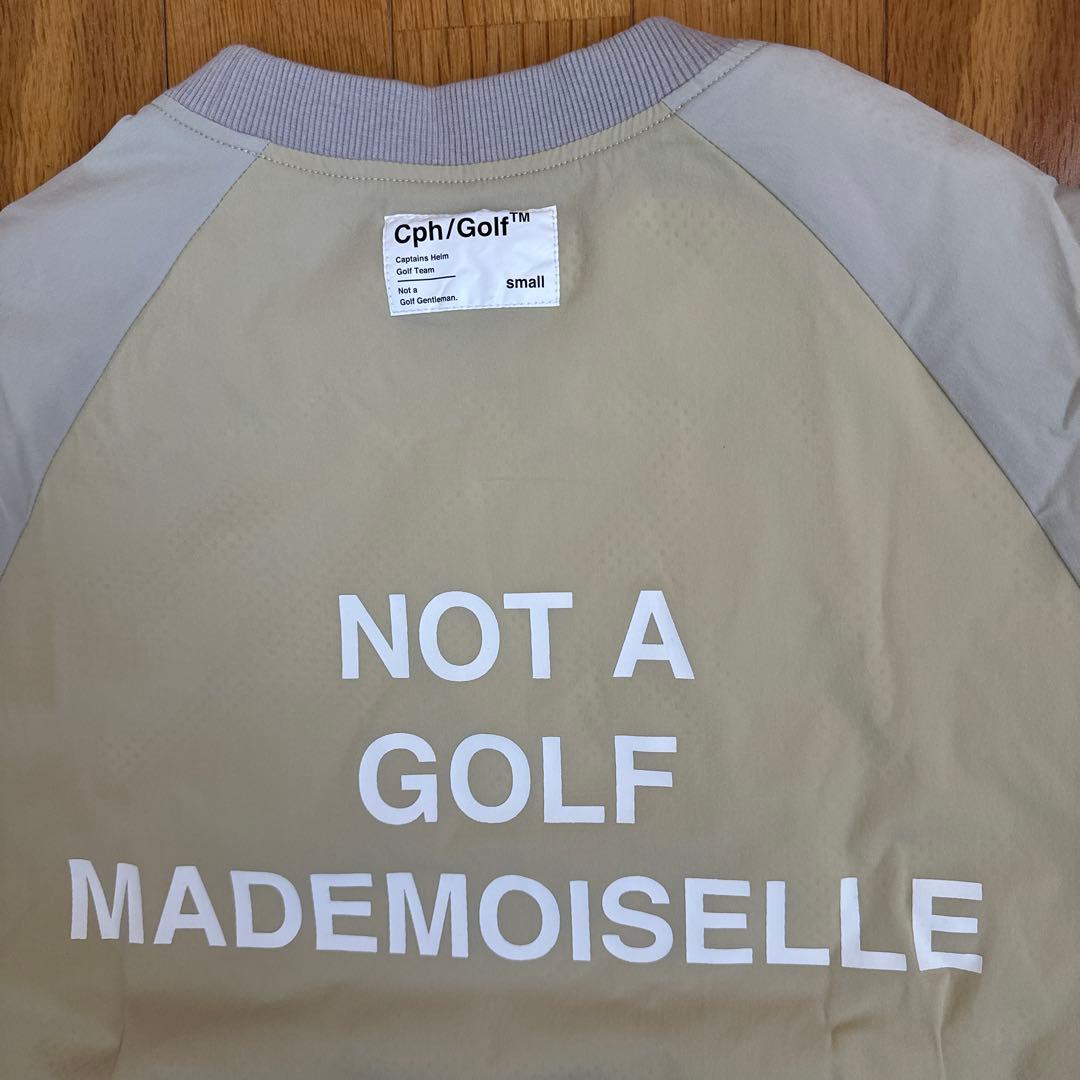 Cph/Golf™
Captains Helm
Golf Team
Not a
Golf Gentleman.
small
NOT A
GOLF
MADEMOISELLE